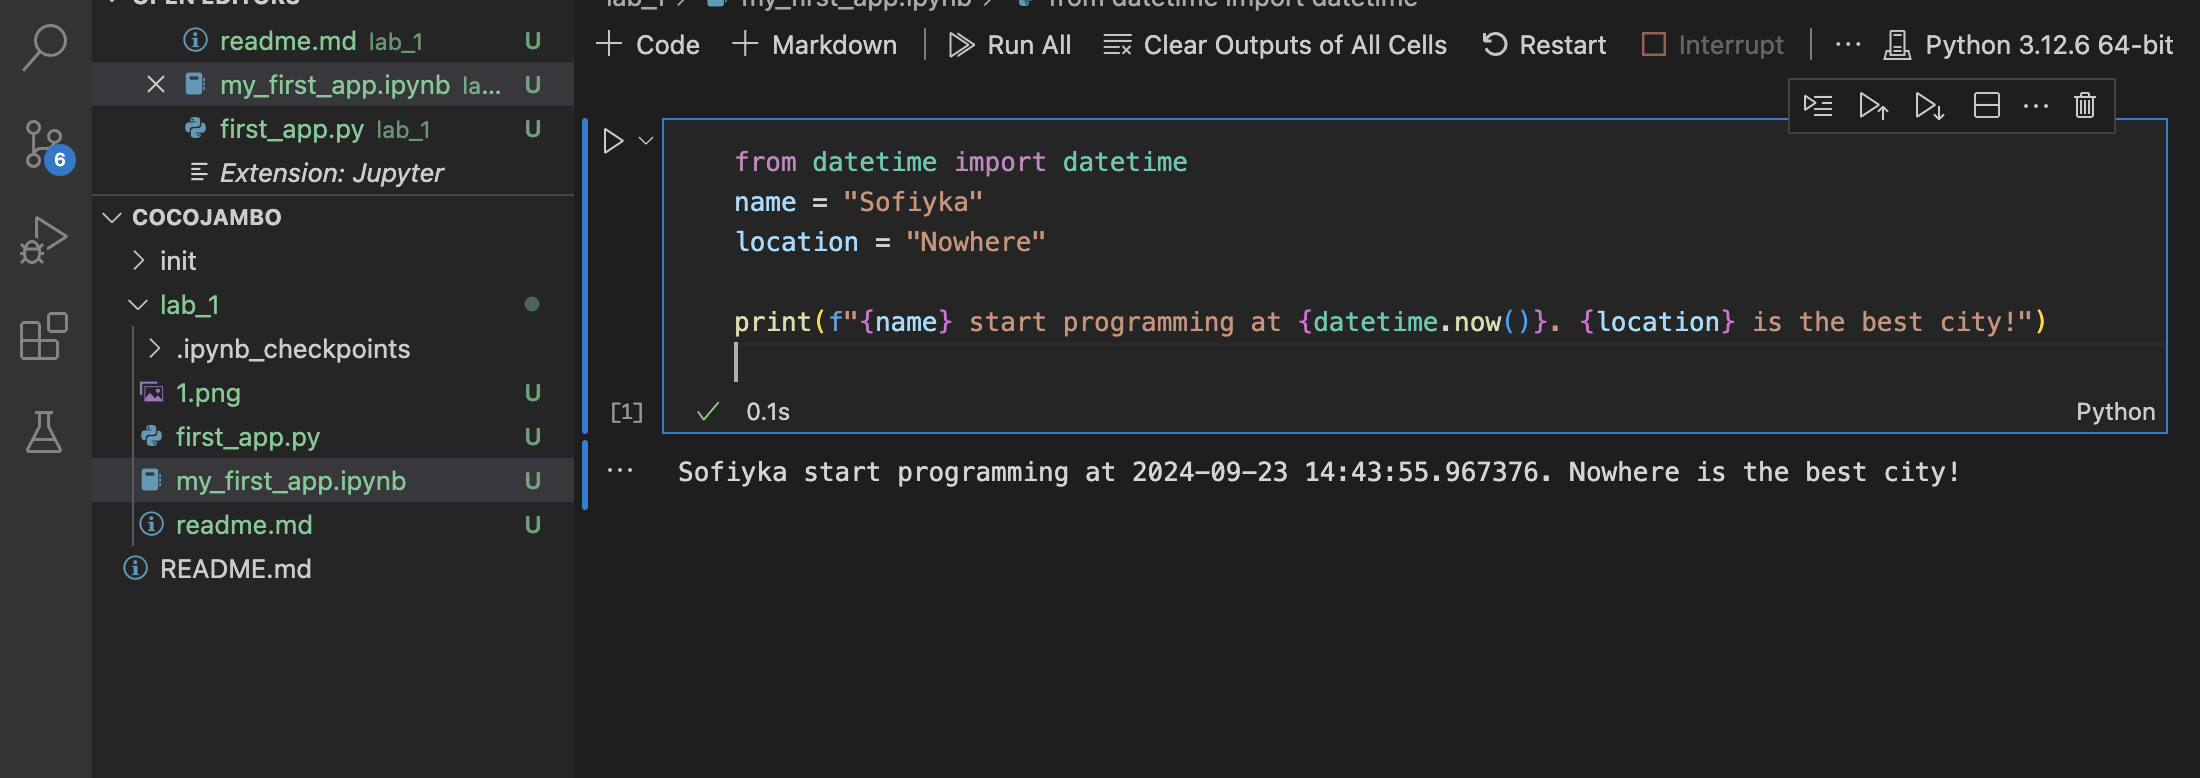 OPEN EDITORS
readme.md lab_1 U
my_first_app.ipynb la... U
first_app.py lab_1 U
Extension: Jupyter
6
COCOJAMBO
init
lab_1
.ipynb_checkpoints
1.png U
first_app.py U
my_first_app.ipynb U
readme.md U
README.md
lab_1 > my_first_app.ipynb > from datetime import datetime
+ Code + Markdown | Run All Clear Outputs of All Cells Restart Interrupt | ... Python 3.12.6 64-bit
from datetime import datetime
name = "Sofiyka"
location = "Nowhere"
print(f"{name} start programming at {datetime.now()}. {location} is the best city!")
[1] ✓ 0.1s Python
... Sofiyka start programming at 2024-09-23 14:43:55.967376. Nowhere is the best city!